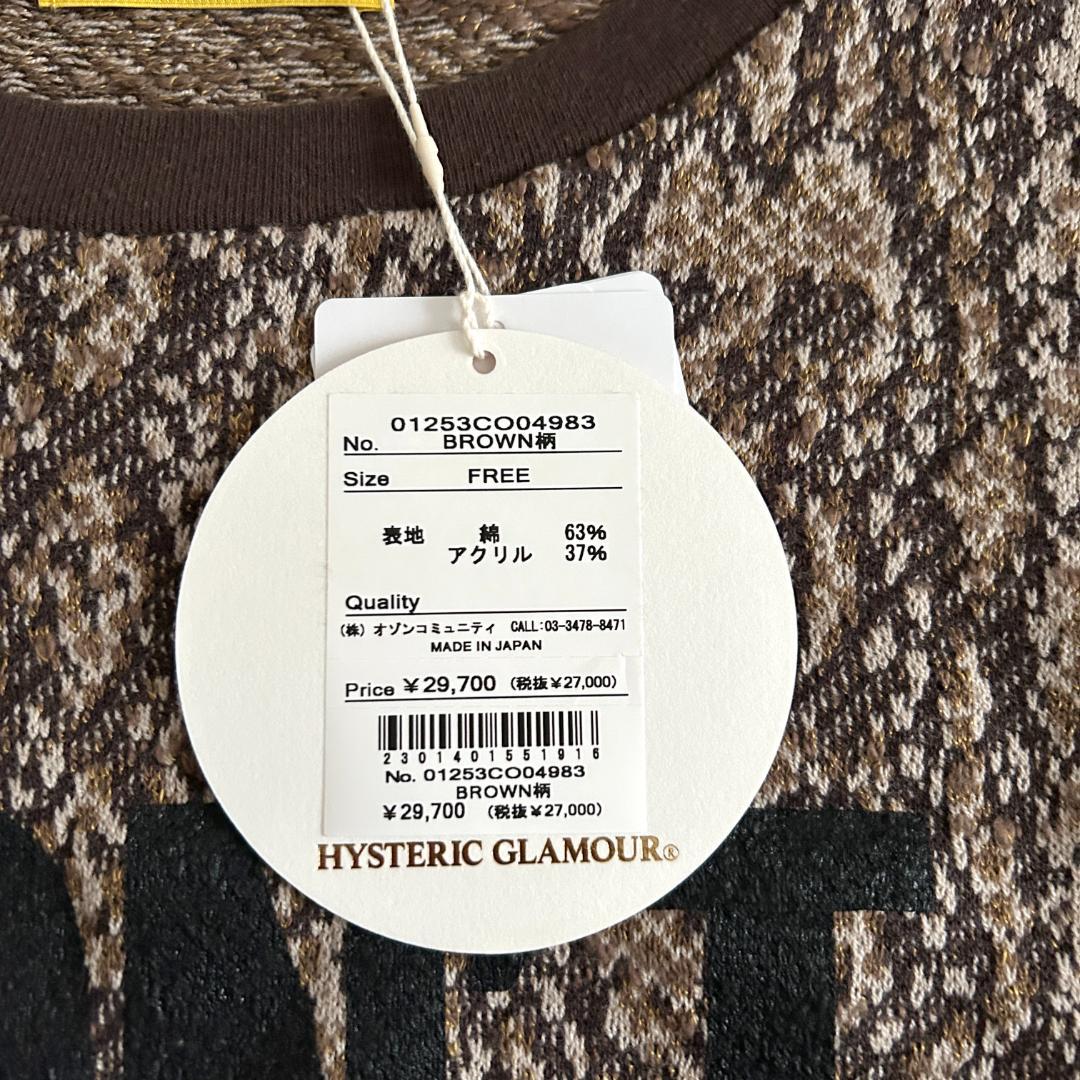 01253CO04983
No. BROWN柄
Size FREE
表地 綿 63%
アクリル 37%
Quality
(株) オゾンコミュニティ CALL:03-3478-8471
MADE IN JAPAN
Price ¥29,700 (税抜¥27,000)
2301401551916
No. 01253CO04983
BROWN柄
¥29,700 (税抜¥27,000)
HYSTERIC GLAMOUR®